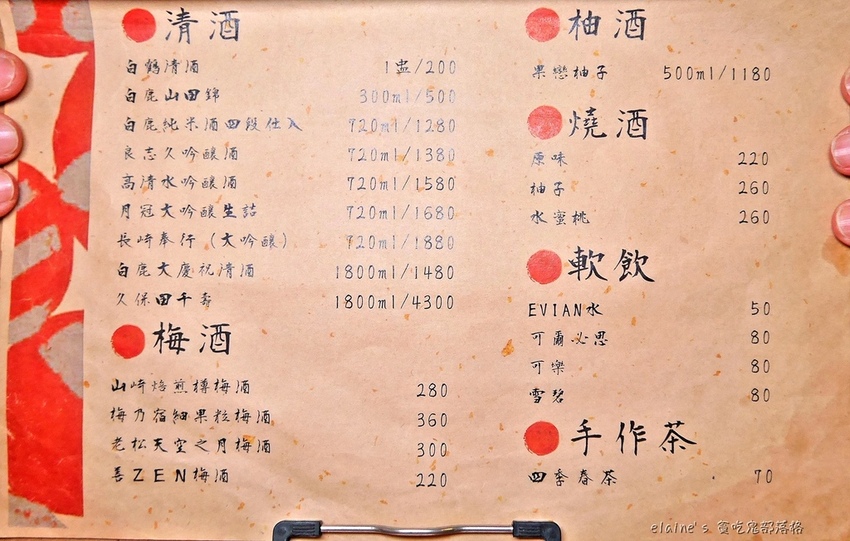 清酒
白鶴清酒 1盅/200
白鹿山田錦 300ml/500
白鹿純米酒四段仕入 720ml/1280
良志久吟釀酒 720ml/1380
高清水吟釀酒 720ml/1580
月冠大吟釀生詰 720ml/1680
長崎奉行(大吟釀) 720ml/1880
白鹿大慶祝清酒 1800ml/1480
久保田千壽 1800ml/4300
梅酒
山崎焙煎樽梅酒 280
梅乃宿細果粒梅酒 360
老松天空之月梅酒 300
善ZEN梅酒 220
柚酒
果戀柚子 500ml/1180
燒酒
原味 220
柚子 260
水蜜桃 260
軟飲
EVIAN水 50
可爾必思 80
可樂 80
雪碧 80
手作茶
四季春茶 70
elaine's 貪吃鬼部落格